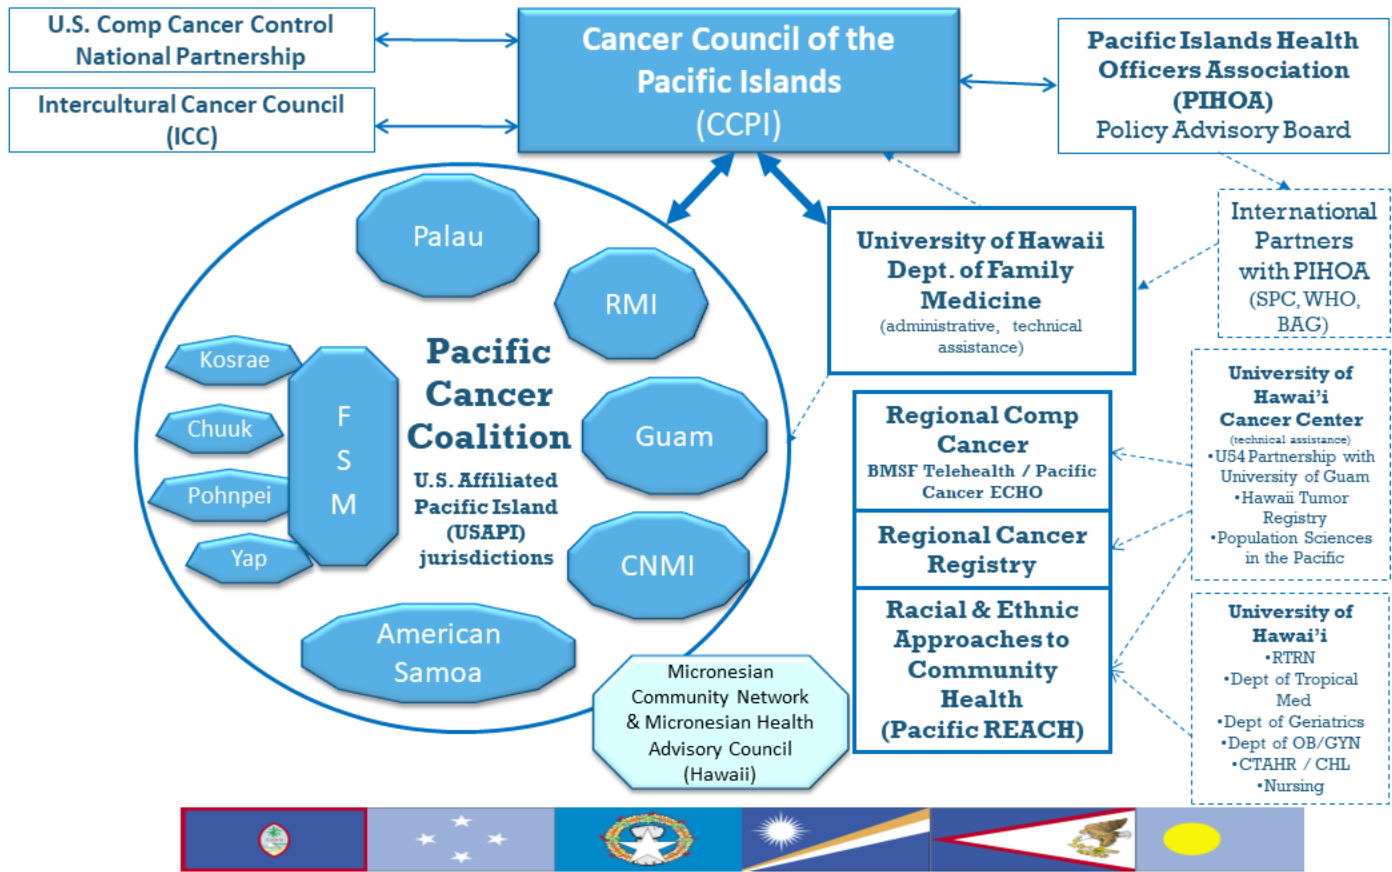 U.S. Comp Cancer Control
National Partnership
Intercultural Cancer Council
(ICC)
Cancer Council of the
Pacific Islands
(CCPI)
Pacific Islands Health
Officers Association
(PIHOA)
Policy Advisory Board
International
Partners
with PIHOA
(SPC, WHO,
BAG)
University of Hawaii
Dept. of Family
Medicine
(administrative, technical
assistance)
Palau
RMI
Guam
CNMI
American
Samoa
Kosrae
Chuuk
Pohnpei
Yap
F
S
M
Pacific
Cancer
Coalition
U.S. Affiliated
Pacific Island
(USAPI)
jurisdictions
Micronesian
Community Network
& Micronesian Health
Advisory Council
(Hawaii)
Regional Comp
Cancer
BMSF Telehealth / Pacific
Cancer ECHO
Regional Cancer
Registry
Racial & Ethnic
Approaches to
Community
Health
(Pacific REACH)
University of
Hawai’i
Cancer Center
(technical assistance)
•U54 Partnership with
University of Guam
•Hawaii Tumor
Registry
•Population Sciences
in the Pacific
University of
Hawai’i
•RTRN
•Dept of Tropical
Med
•Dept of Geriatrics
•Dept of OB/GYN
•CTAHR / CHL
•Nursing